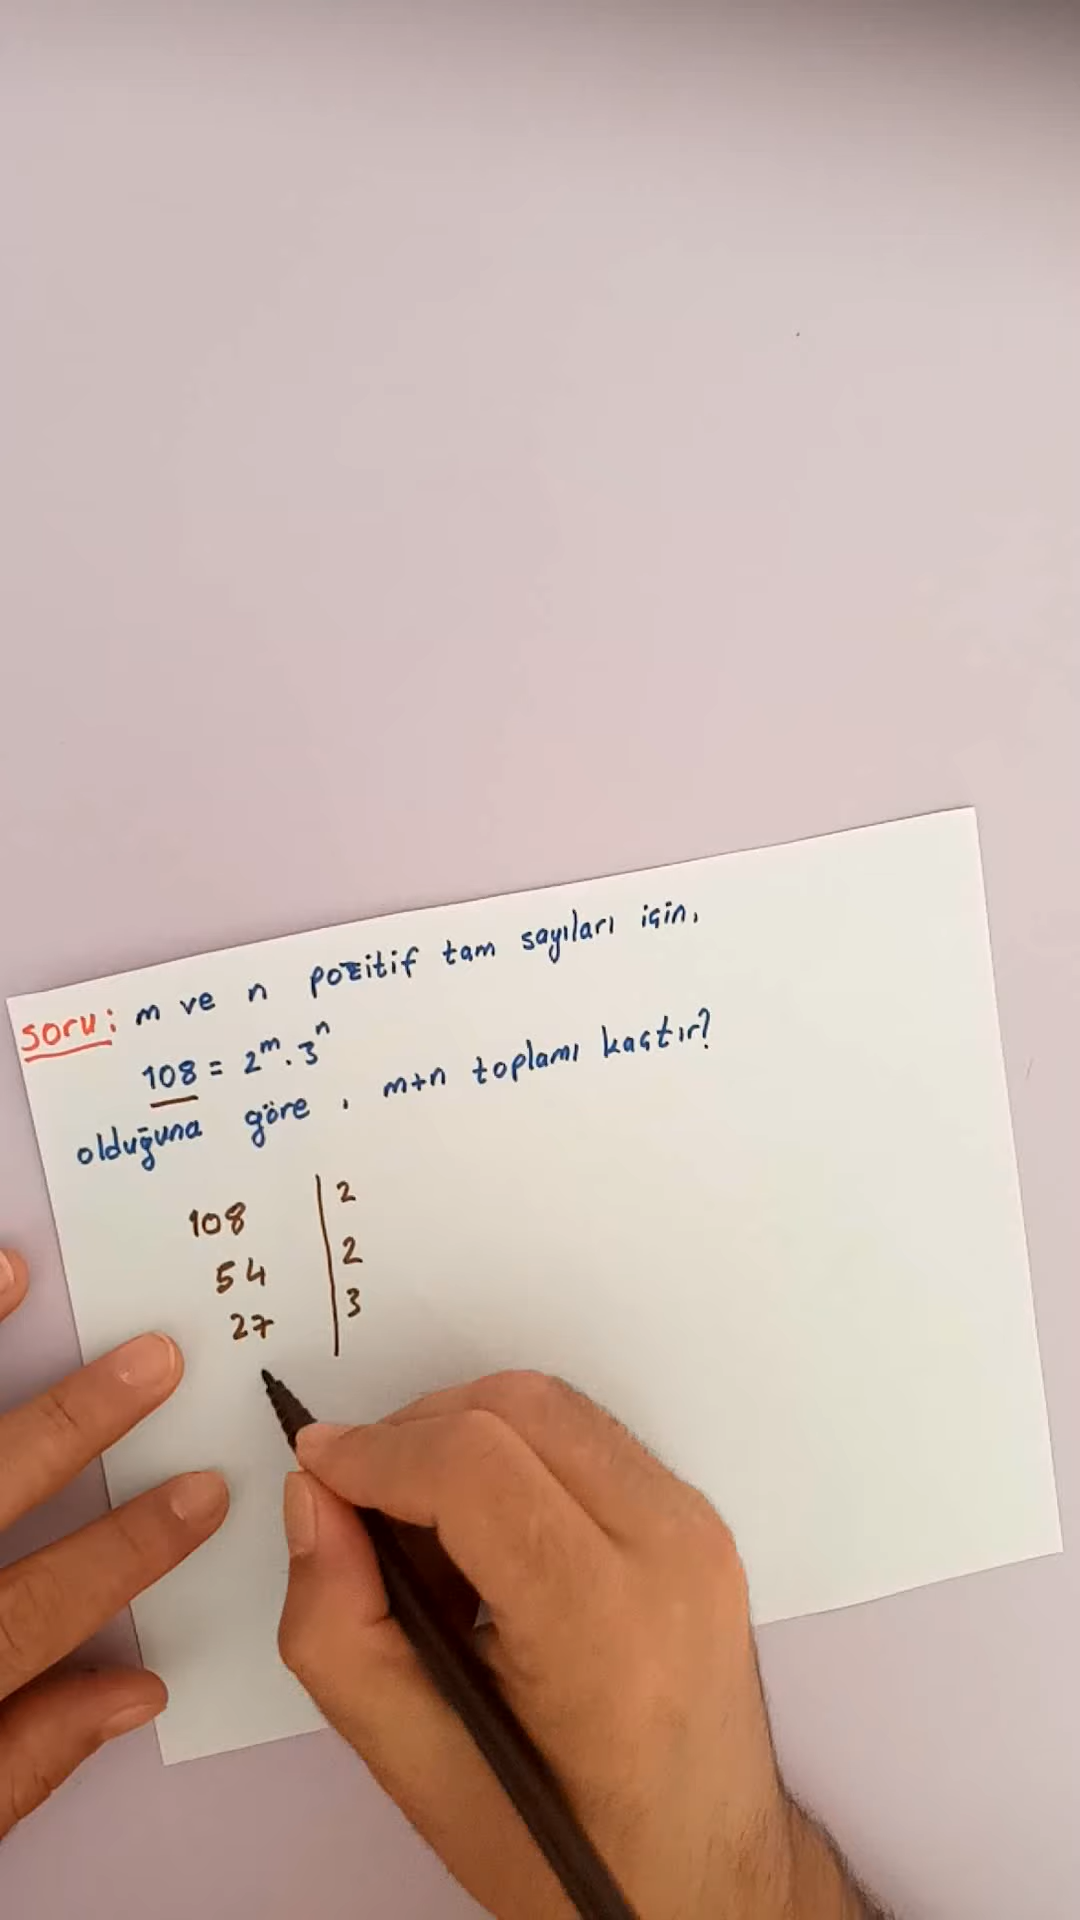 soru: m ve n pozitif tam sayıları için,
108 = 2^m . 3^n
olduğuna göre, m+n toplamı kaçtır?
108 | 2
54 | 2
27 | 3